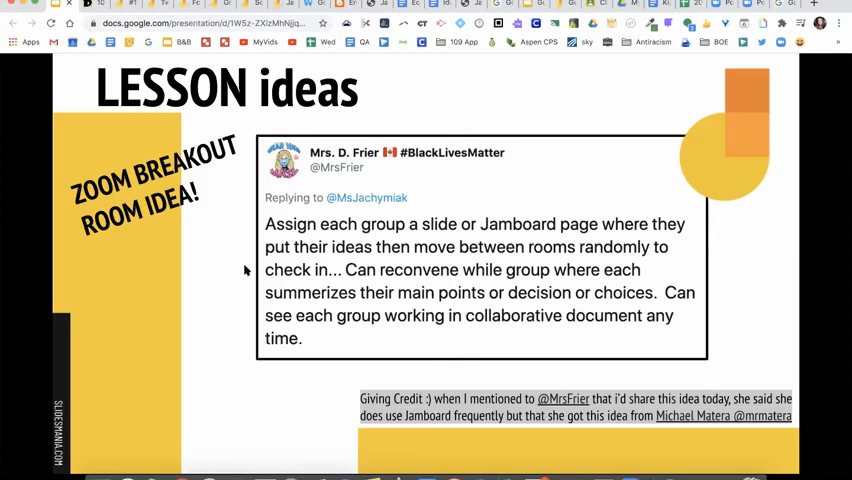 docs.google.com/presentation/d/1W5z-ZXizMhNjjq...
Apps
B&B
MyVids
Wed
QA
109 App
Aspen CPS
sky
Antiracism
BOE
LESSON ideas
ZOOM BREAKOUT
ROOM IDEA!
Mrs. D. Frier 🇨🇦 #BlackLivesMatter
@MrsFrier
Replying to @MsJachymiak
Assign each group a slide or Jamboard page where they
put their ideas then move between rooms randomly to
check in... Can reconvene while group where each
summerizes their main points or decision or choices. Can
see each group working in collaborative document any
time.
Giving Credit :) when I mentioned to @MrsFrier that i'd share this idea today, she said she
does use Jamboard frequently but that she got this idea from Michael Matera @mrmatera
SLIDESMANIA.COM